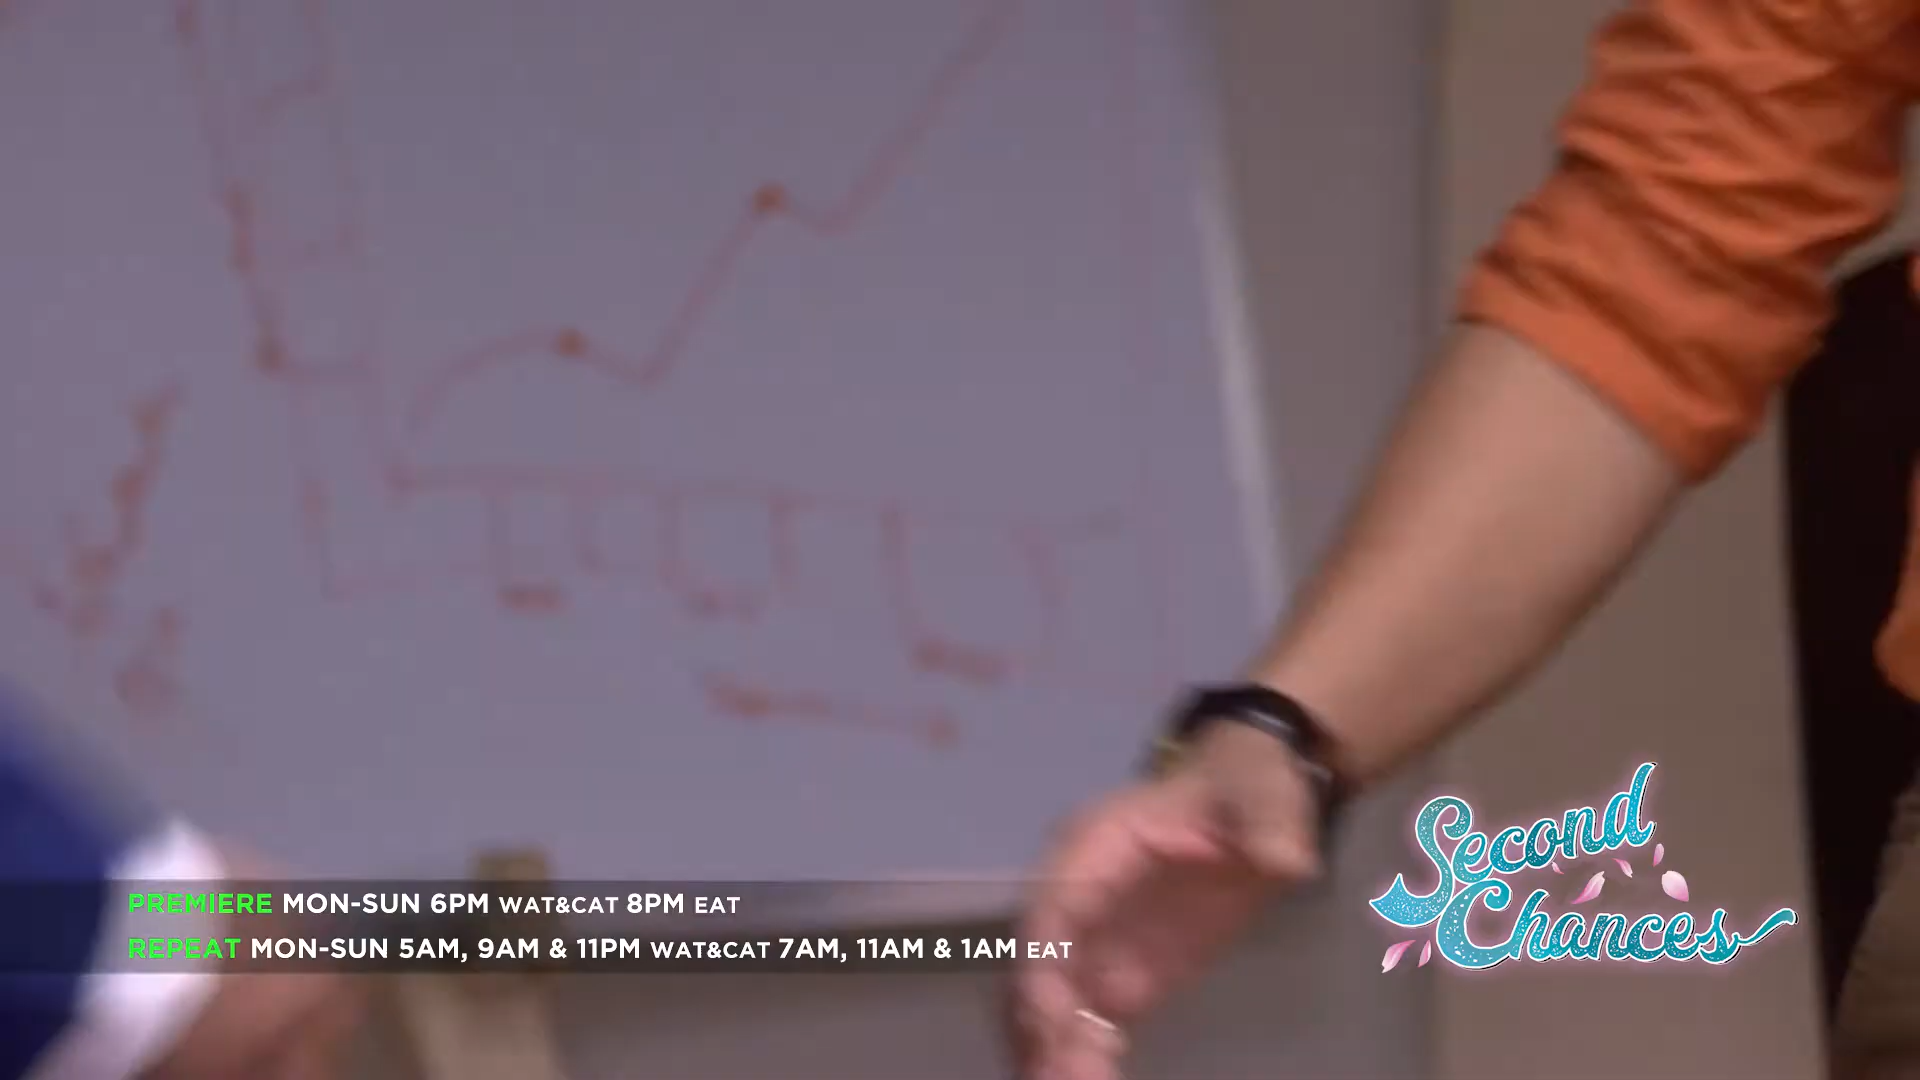 PREMIERE MON-SUN 6PM WAT&CAT 8PM EAT
REPEAT MON-SUN 5AM, 9AM & 11PM WAT&CAT 7AM, 11AM & 1AM EAT
Second
Chances